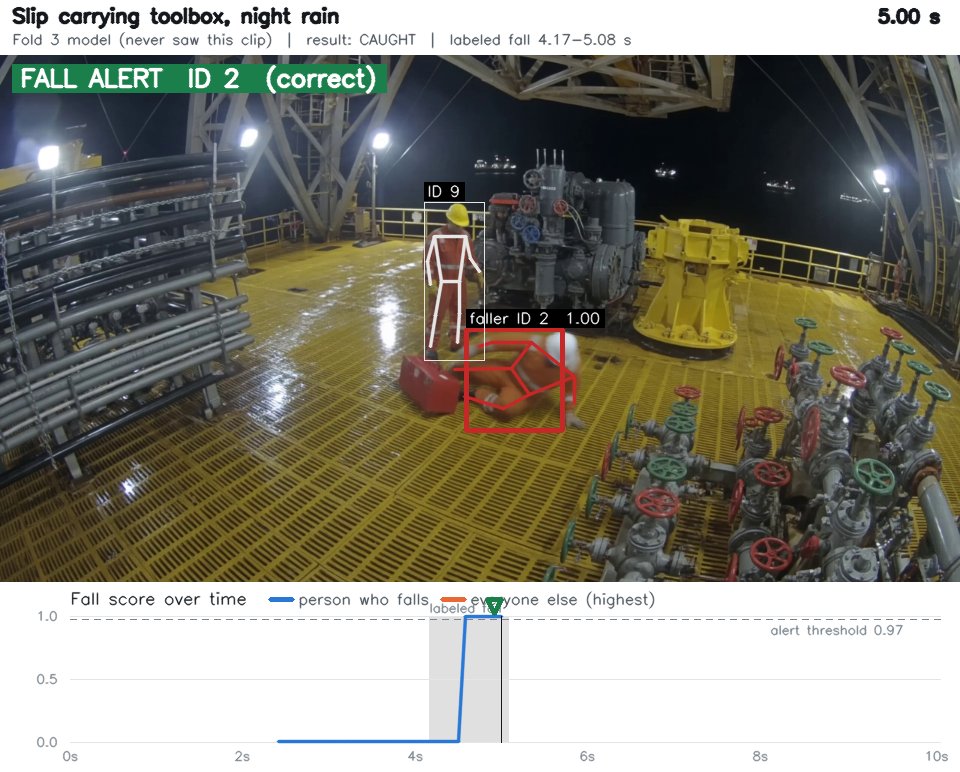 Slip carrying toolbox, night rain
5.00 s
Fold 3 model (never saw this clip) | result: CAUGHT | labeled fall 4.17–5.08 s
FALL ALERT ID 2 (correct)
ID 9
faller ID 2 1.00
Fall score over time
person who falls
everyone else (highest)
labeled fall
1.0
alert threshold 0.97
0.5
0.0
0s
2s
4s
6s
8s
10s